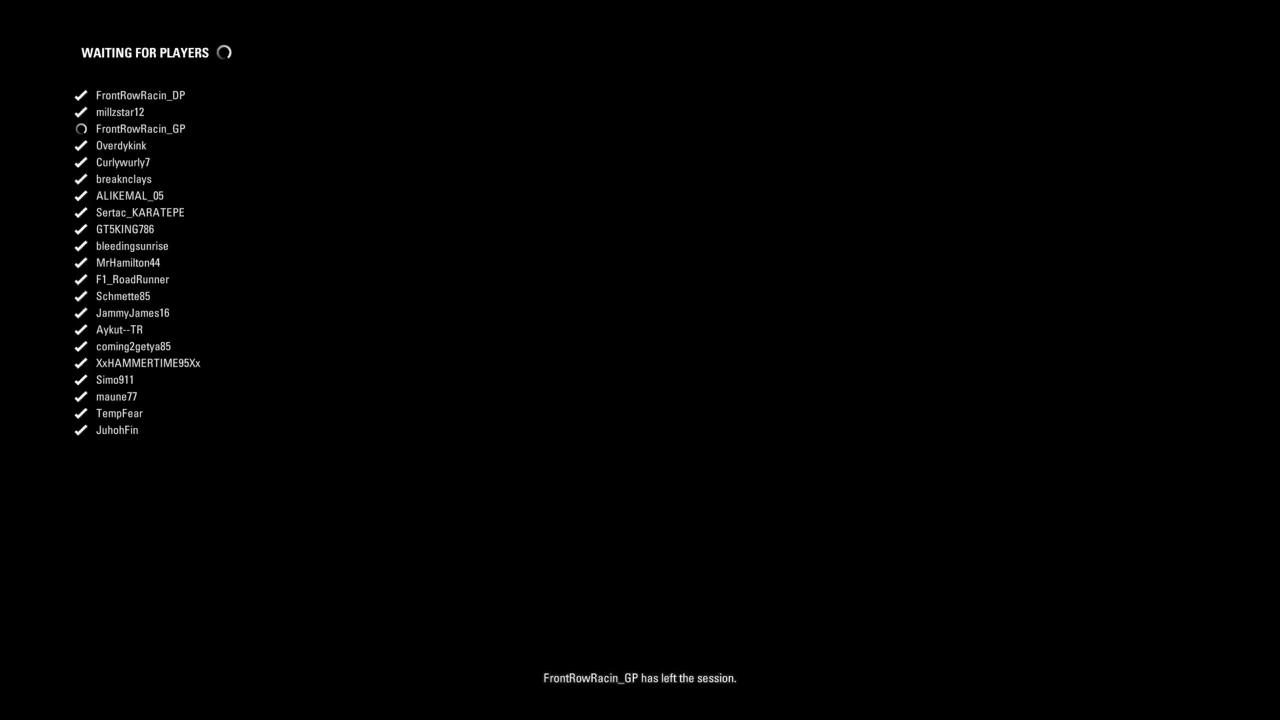 WAITING FOR PLAYERS
FrontRowRacin_DP
millzstar12
FrontRowRacin_GP
Overdykink
Curlywurly7
breaknclays
ALIKEMAL_05
Sertac_KARATEPE
GT5KING786
bleedingsunrise
MrHamilton44
F1_RoadRunner
Schmette85
JammyJames16
Aykut--TR
coming2getya85
XxHAMMERTIME95Xx
Simo911
maune77
TempFear
JuhohFin
FrontRowRacin_GP has left the session.